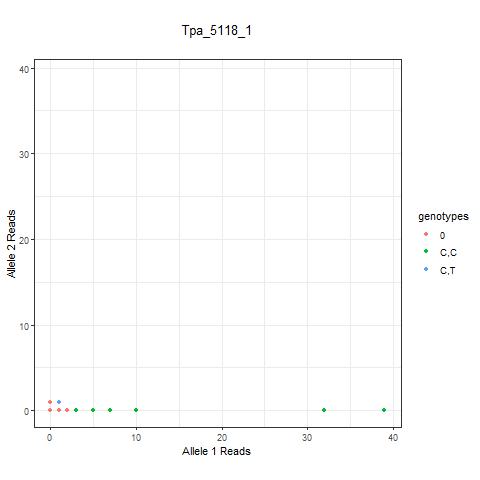 Tpa_5118_1
40
30
20
10
0
Allele 2 Reads
0 10 20 30 40
Allele 1 Reads
genotypes
0
C,C
C,T